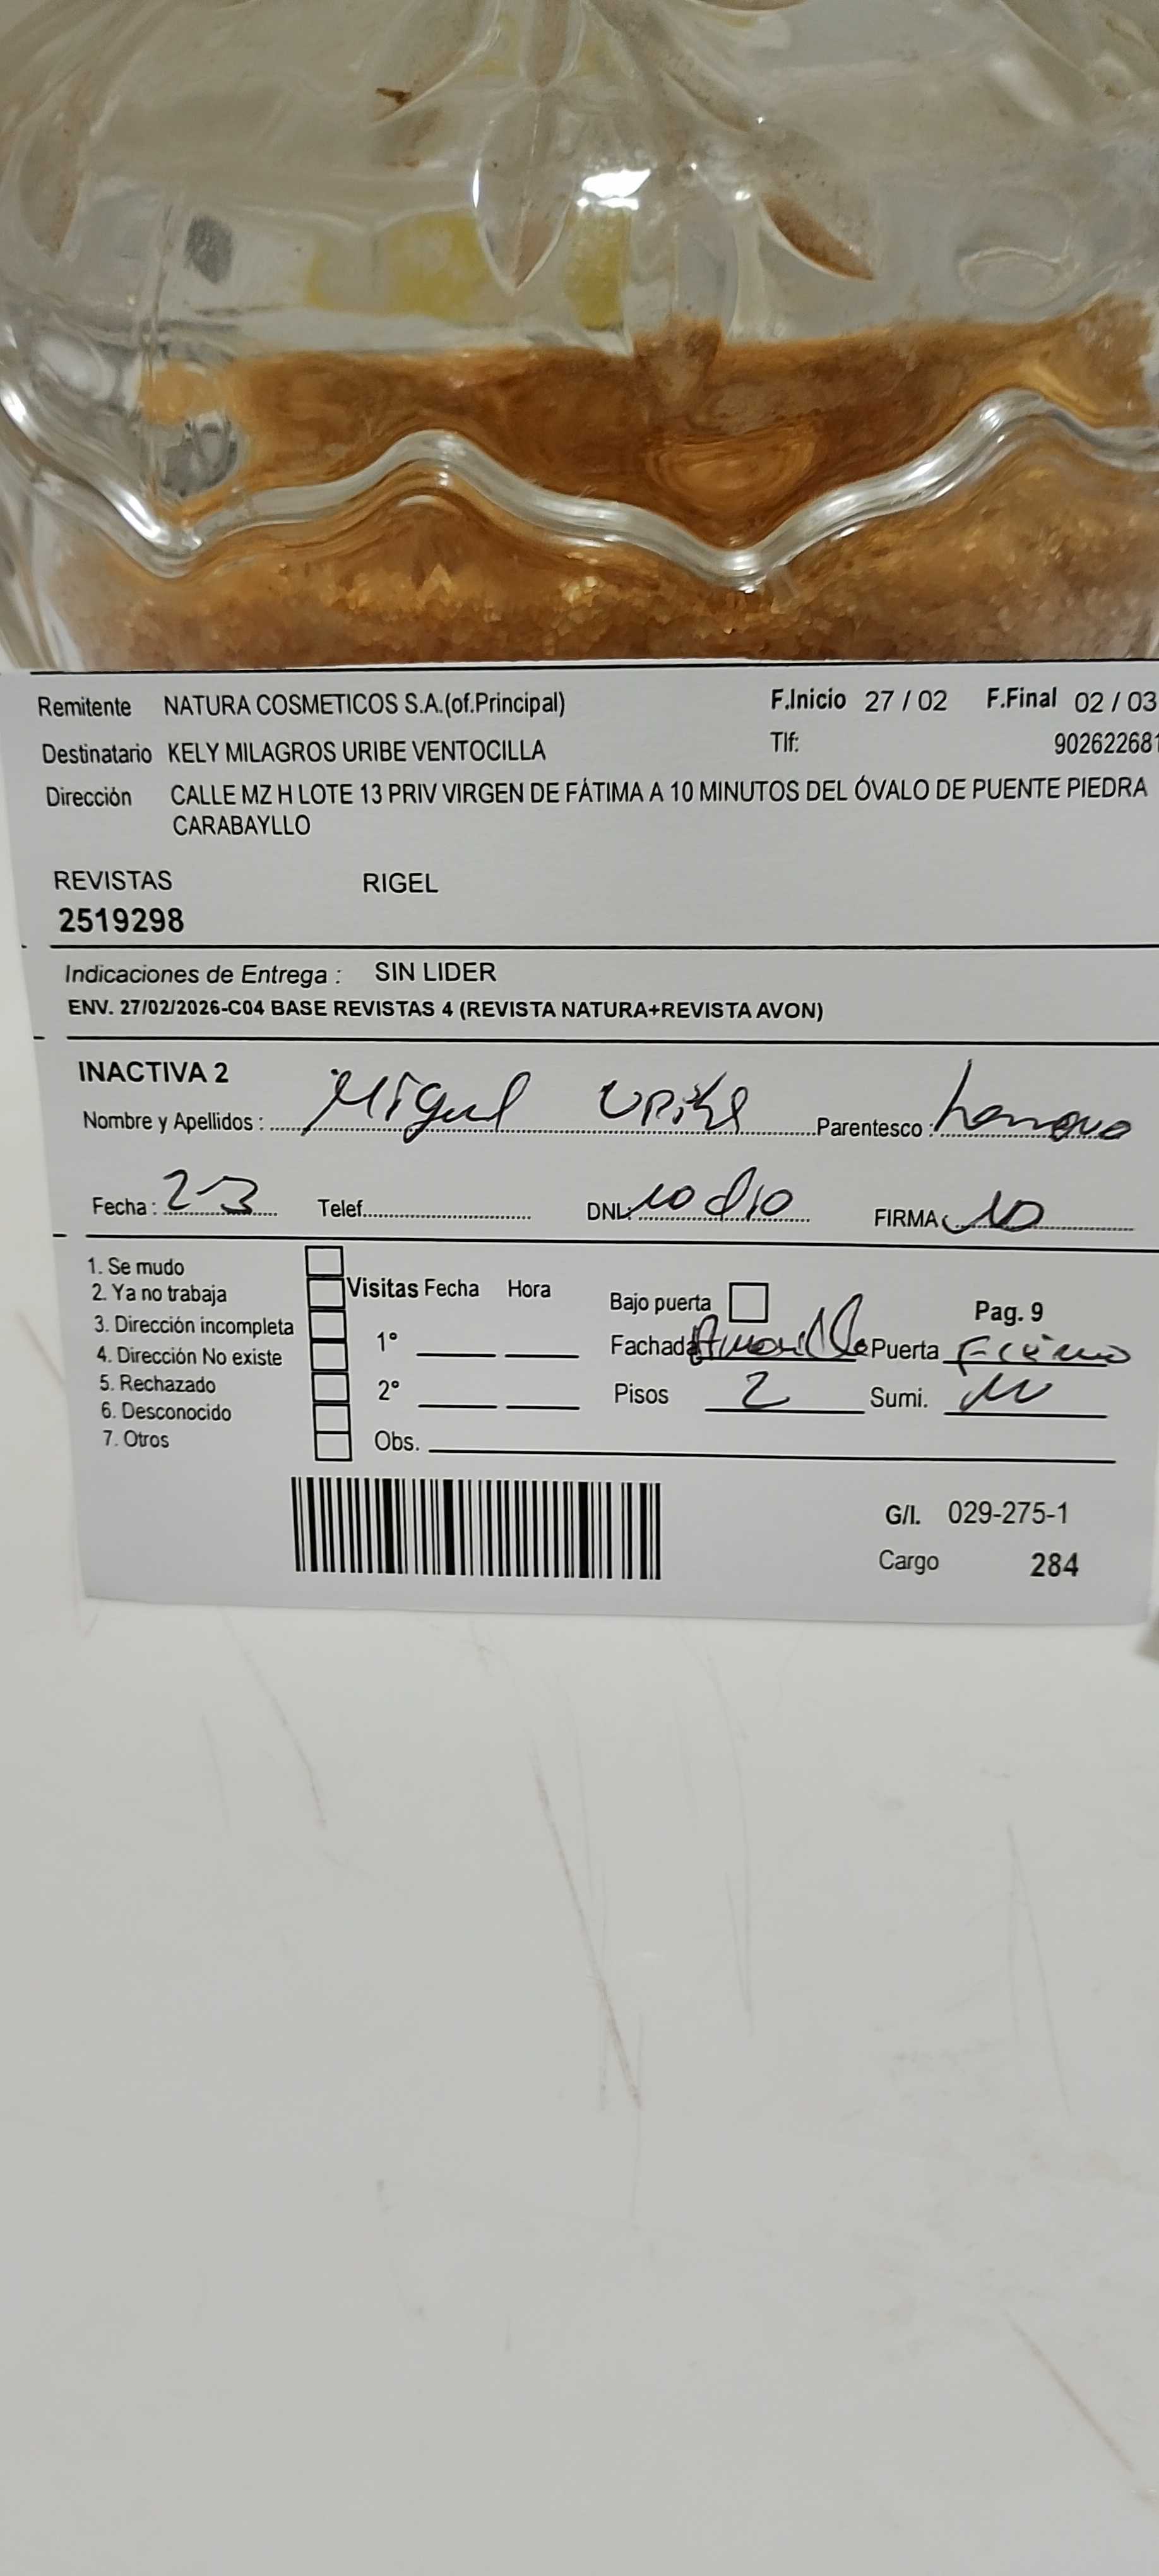 Remitente NATURA COSMETICOS S.A.(of.Principal) F.Inicio 27 / 02 F.Final 02 / 03
Destinatario KELY MILAGROS URIBE VENTOCILLA Tlf: 902622681
Dirección CALLE MZ H LOTE 13 PRIV VIRGEN DE FÁTIMA A 10 MINUTOS DEL ÓVALO DE PUENTE PIEDRA
CARABAYLLO
REVISTAS RIGEL
2519298
Indicaciones de Entrega : SIN LIDER
ENV. 27/02/2026-C04 BASE REVISTAS 4 (REVISTA NATURA+REVISTA AVON)
INACTIVA 2
Nombre y Apellidos : Miguel Uribe Parentesco :
Fecha : 2-3 Telef. DNI.: FIRMA
1. Se mudo
2. Ya no trabaja
3. Dirección incompleta
4. Dirección No existe
5. Rechazado
6. Desconocido
7. Otros
Visitas Fecha Hora
1°
2°
Obs.
Bajo puerta Pag. 9
Fachada Amarilla Puerta
Pisos 2 Sumi.
G/I. 029-275-1
Cargo 284